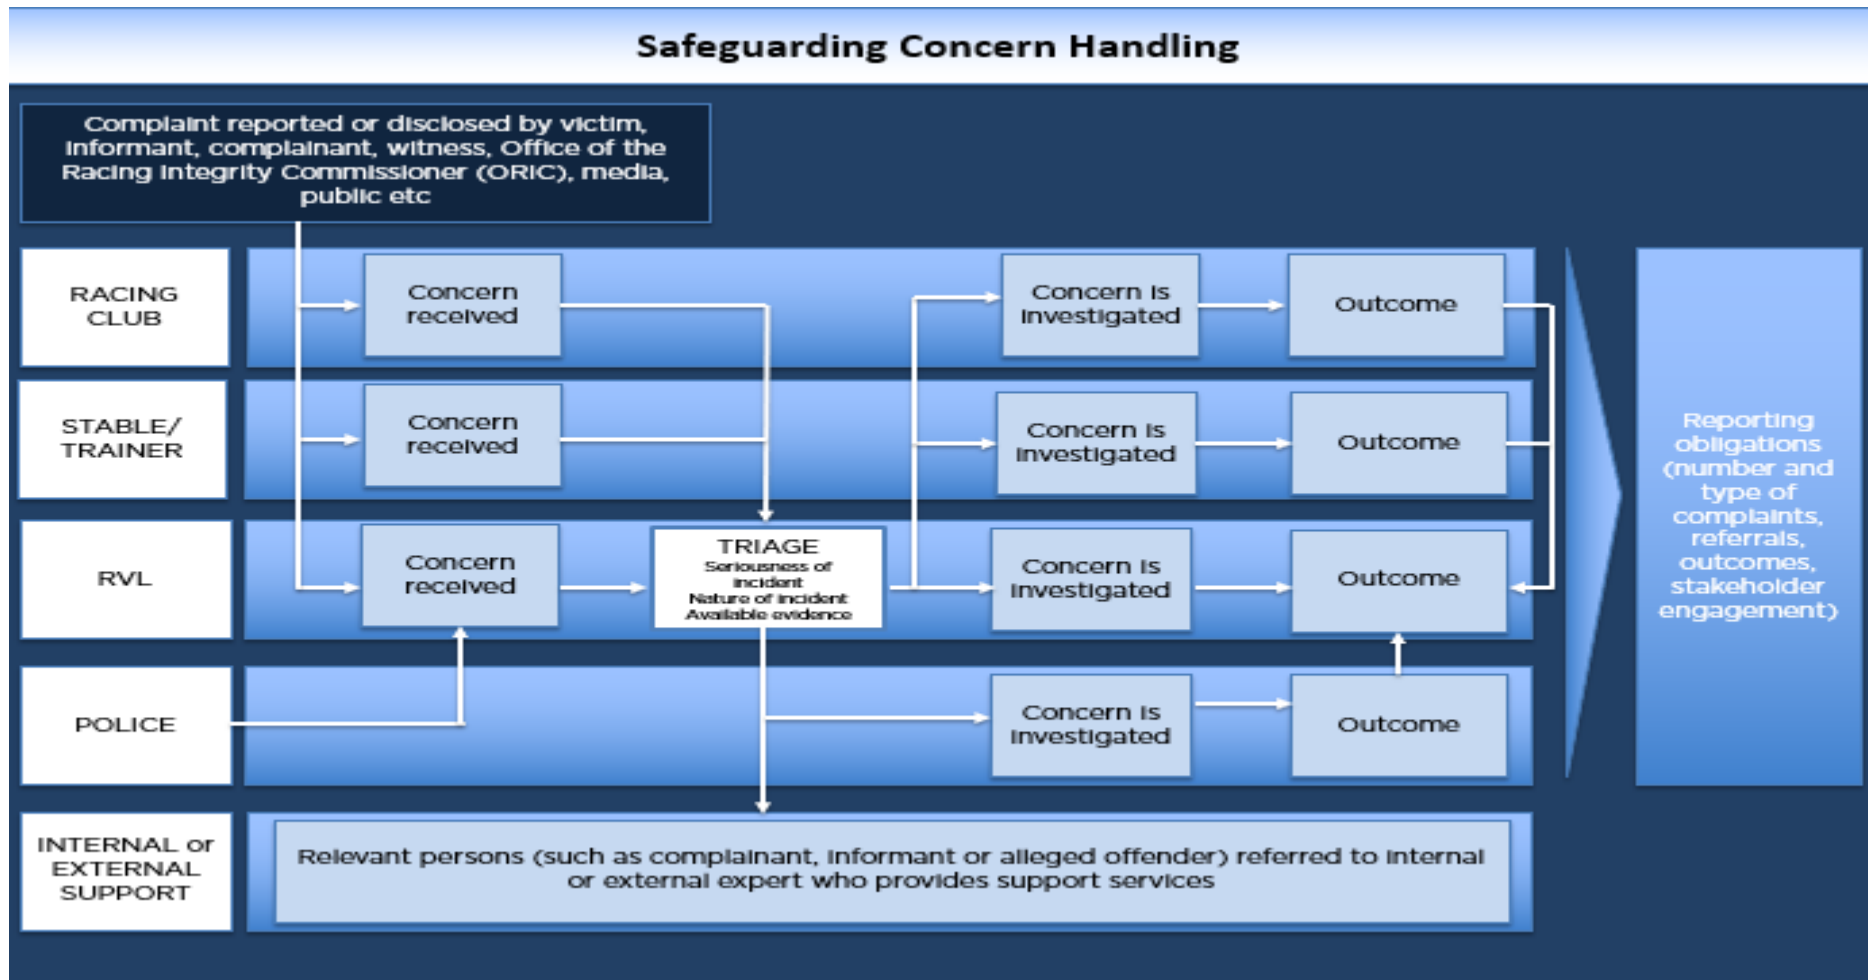 Safeguarding Concern Handling
Complaint reported or disclosed by victim,
informant, complainant, witness, Office of the
Racing Integrity Commissioner (ORIC), media,
public etc
RACING
CLUB
Concern
received
Concern is
investigated
Outcome
STABLE/
TRAINER
Concern
received
Concern is
investigated
Outcome
RVL
Concern
received
TRIAGE
Seriousness of
incident
Nature of incident
Available evidence
Concern is
investigated
Outcome
POLICE
Concern is
investigated
Outcome
INTERNAL or
EXTERNAL
SUPPORT
Relevant persons (such as complainant, informant or alleged offender) referred to internal
or external expert who provides support services
Reporting
obligations
(number and
type of
complaints,
referrals,
outcomes,
stakeholder
engagement)